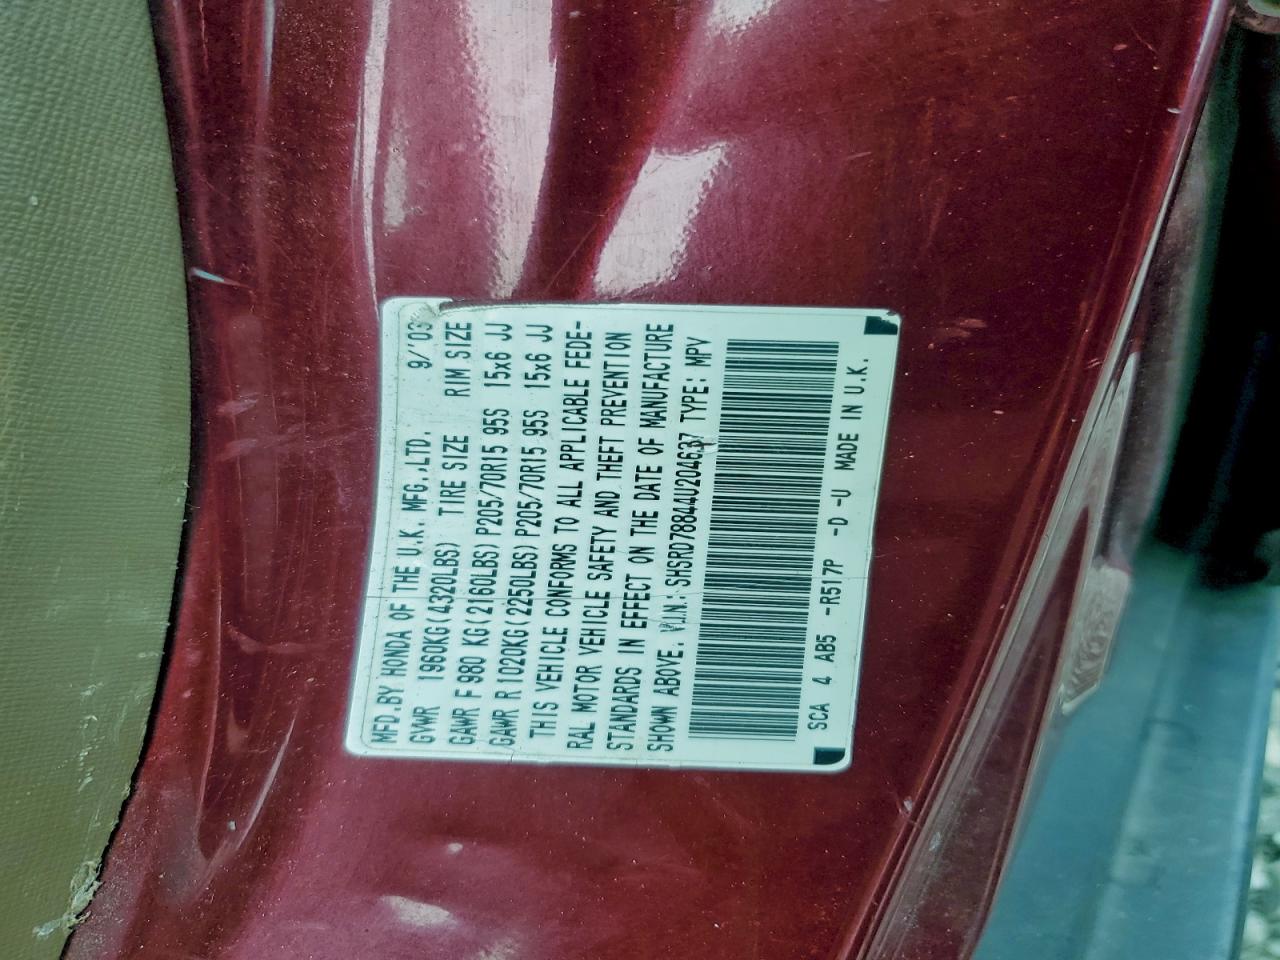 MFD.BY HONDA OF THE U.K. MFG.,LTD. 9/'03
GVWR 1960KG(4320LBS) TIRE SIZE RIM SIZE
GAWR F 980 KG(2160LBS) P205/70R15 95S 15x6 JJ
GAWR R 1020KG(2250LBS) P205/70R15 95S 15x6 JJ
THIS VEHICLE CONFORMS TO ALL APPLICABLE FEDE-
RAL MOTOR VEHICLE SAFETY AND THEFT PREVENTION
STANDARDS IN EFFECT ON THE DATE OF MANUFACTURE
SHOWN ABOVE. V.I.N.: SHSRD78844U204637 TYPE: MPV
SCA 4 AB5 -R517P -D -U MADE IN U.K.